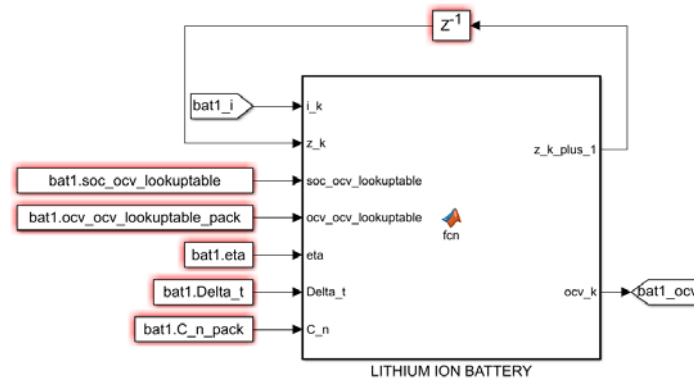 Z-1
bat1_i
i_k
z_k
z_k_plus_1
bat1.soc_ocv_lookuptable
soc_ocv_lookuptable
bat1.ocv_ocv_lookuptable_pack
ocv_ocv_lookuptable
fcn
bat1.eta
eta
bat1.Delta_t
Delta_t
ocv_k
bat1_ocv
bat1.C_n_pack
C_n
LITHIUM ION BATTERY